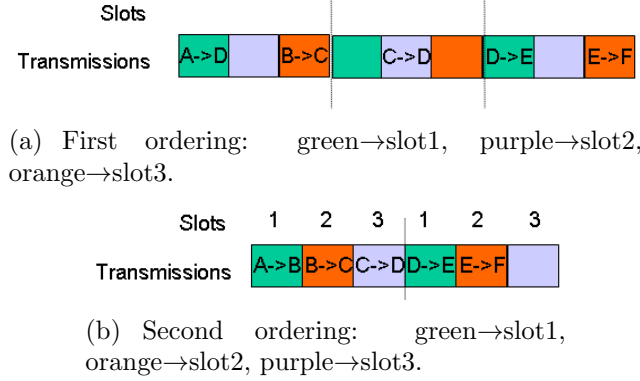 Slots
Transmissions A->D B->C C->D D->E E->F
(a) First ordering: green→slot1, purple→slot2,
orange→slot3.
Slots 1 2 3 1 2 3
Transmissions A->B B->C C->D D->E E->F
(b) Second ordering: green→slot1,
orange→slot2, purple→slot3.